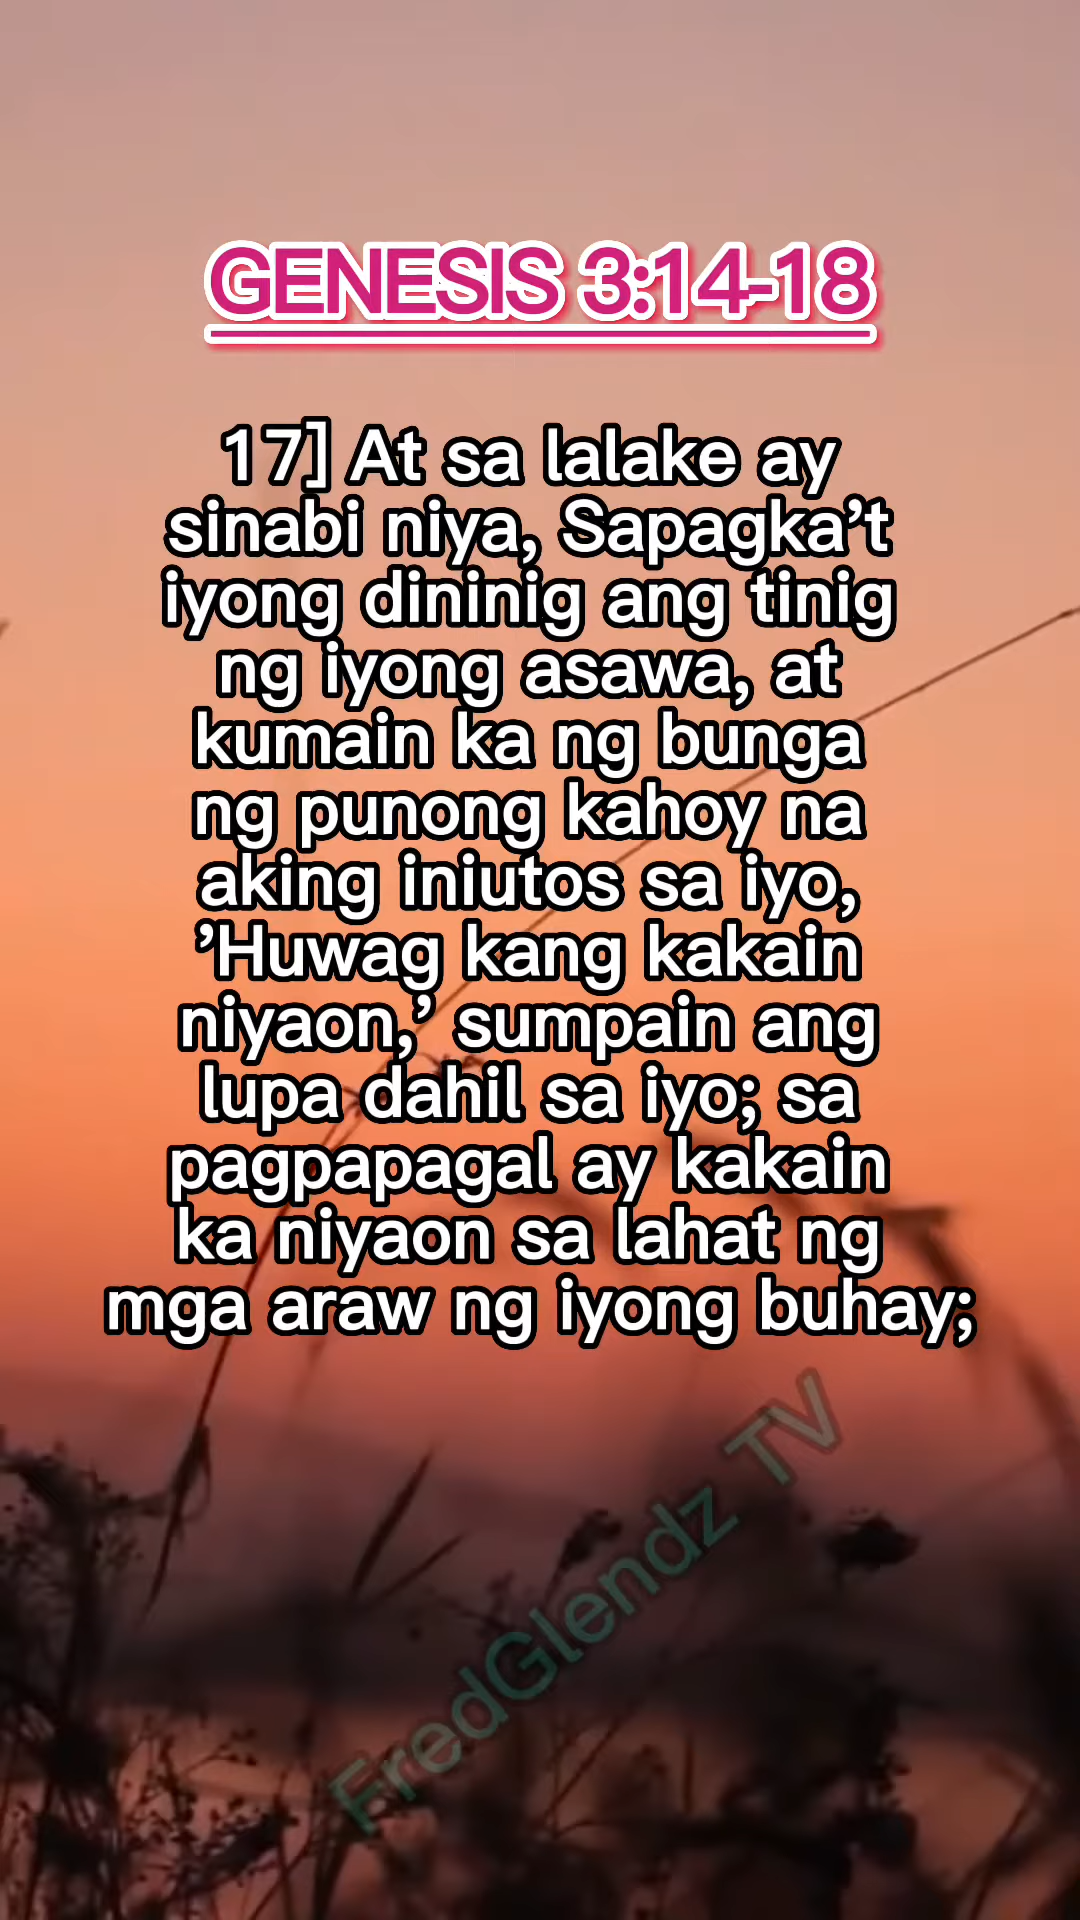 GENESIS 3:14-18
17] At sa lalake ay
sinabi niya, Sapagka't
iyong dininig ang tinig
ng iyong asawa, at
kumain ka ng bunga
ng punong kahoy na
aking iniutos sa iyo,
’Huwag kang kakain
niyaon,’ sumpain ang
lupa dahil sa iyo; sa
pagpapagal ay kakain
ka niyaon sa lahat ng
mga araw ng iyong buhay;
FredGlendz TV